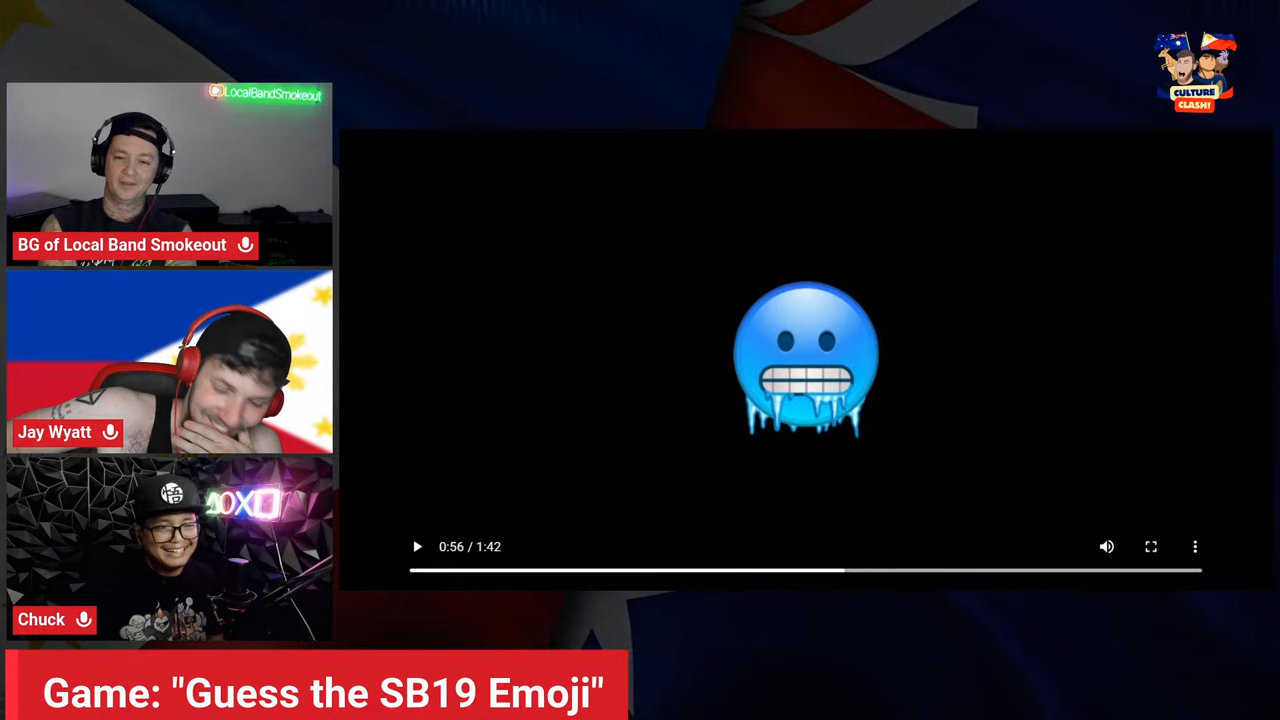 LocalBandSmokeout
BG of Local Band Smokeout
Jay Wyatt
悟
Chuck
CULTURE
CLASH!
0:56 / 1:42
Game: "Guess the SB19 Emoji"